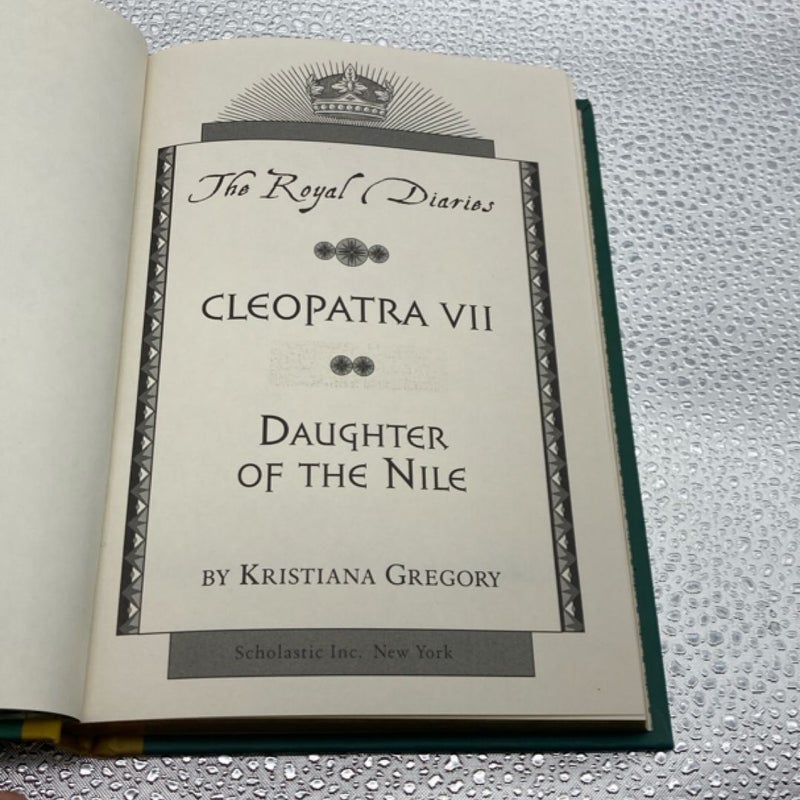 The Royal Diaries
CLEOPATRA VII
DAUGHTER
OF THE NILE
BY KRISTIANA GREGORY
Scholastic Inc. New York